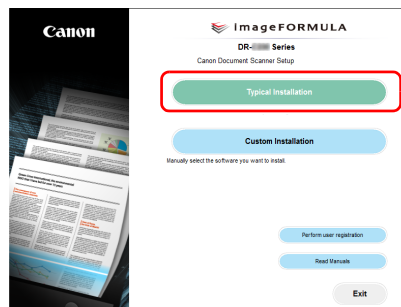 Canon
imageFORMULA
DR- Series
Canon Document Scanner Setup
Typical Installation
Custom Installation
Manually select the software you want to install.
Perform user registration
Read Manuals
Exit